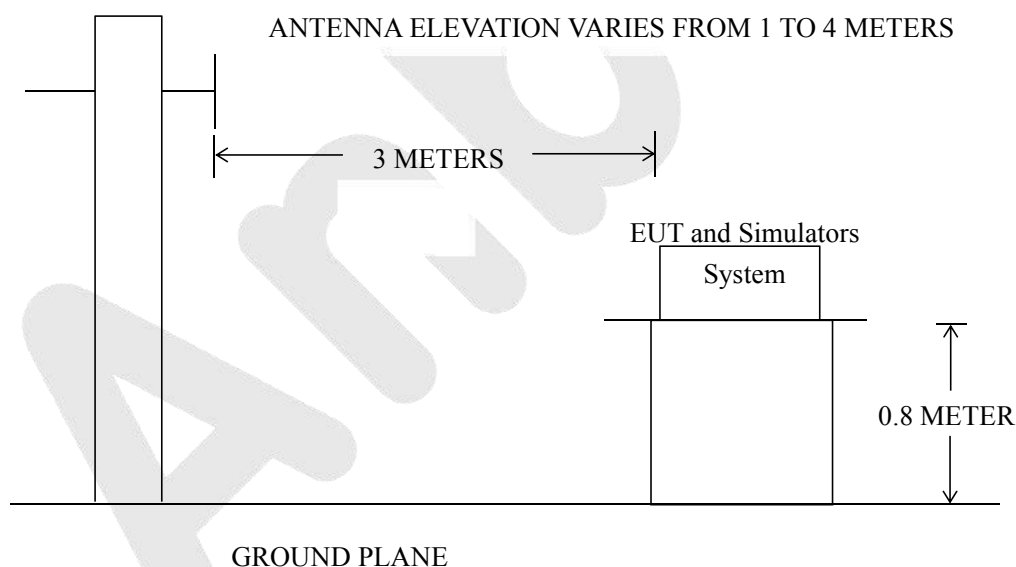 ANTENNA ELEVATION VARIES FROM 1 TO 4 METERS
3 METERS
EUT and Simulators
System
0.8 METER
GROUND PLANE